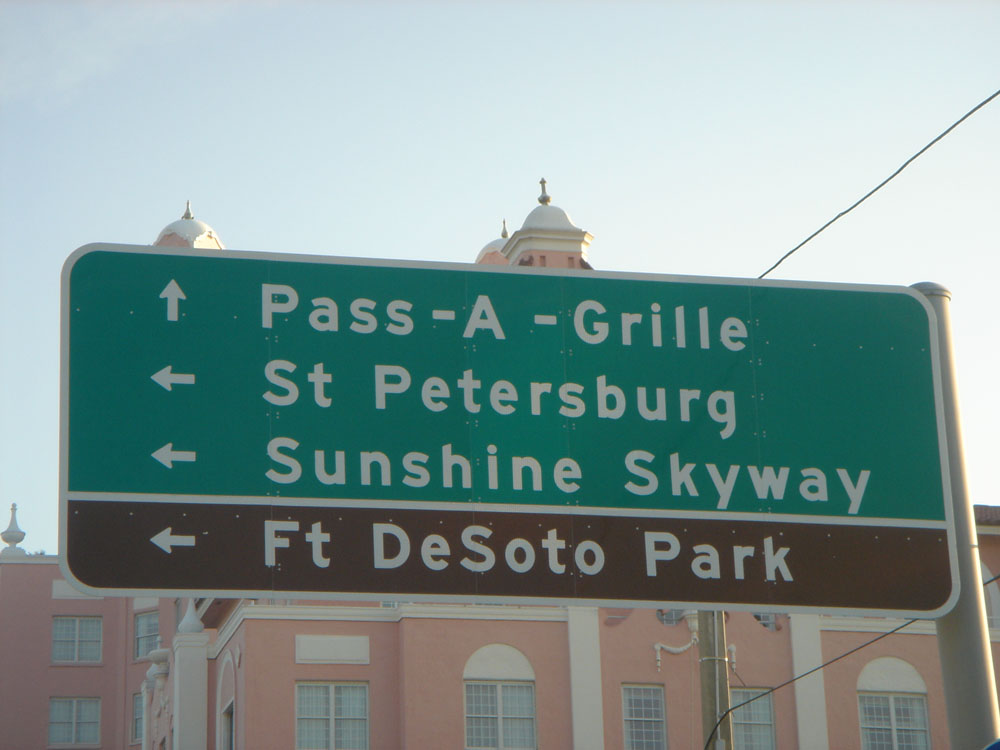 Pass-A-Grille
St Petersburg
Sunshine Skyway
Ft DeSoto Park